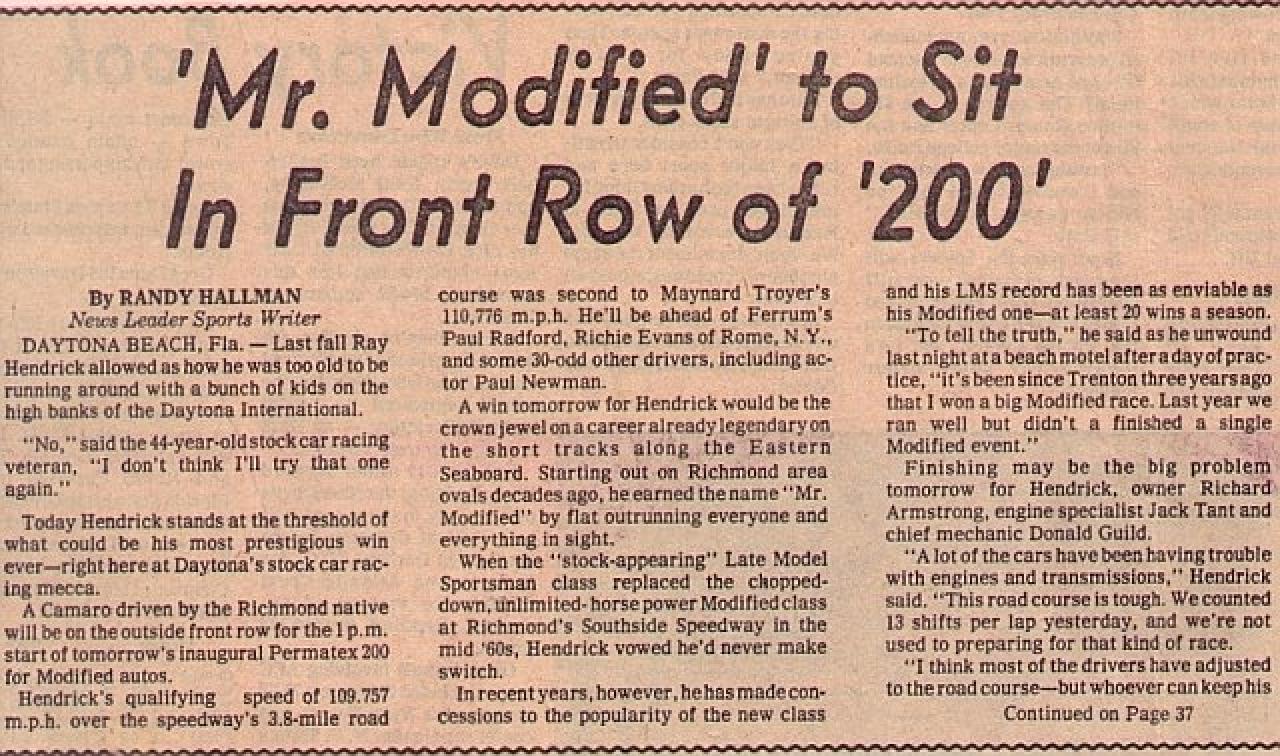 'Mr. Modified' to Sit
In Front Row of '200'
By RANDY HALLMAN
News Leader Sports Writer
DAYTONA BEACH, Fla. — Last fall Ray
Hendrick allowed as how he was too old to be
running around with a bunch of kids on the
high banks of the Daytona International.
"No," said the 44-year-old stock car racing
veteran, "I don't think I'll try that one
again."
Today Hendrick stands at the threshold of
what could be his most prestigious win
ever—right here at Daytona's stock car rac-
ing mecca.
A Camaro driven by the Richmond native
will be on the outside front row for the 1 p.m.
start of tomorrow's inaugural Permatex 200
for Modified autos.
Hendrick's qualifying speed of 109.757
m.p.h. over the speedway's 3.8-mile road
course was second to Maynard Troyer's
110,776 m.p.h. He'll be ahead of Ferrum's
Paul Radford, Richie Evans of Rome, N.Y.,
and some 30-odd other drivers, including ac-
tor Paul Newman.
A win tomorrow for Hendrick would be the
crown jewel on a career already legendary on
the short tracks along the Eastern
Seaboard. Starting out on Richmond area
ovals decades ago, he earned the name "Mr.
Modified" by flat outrunning everyone and
everything in sight.
When the "stock-appearing" Late Model
Sportsman class replaced the chopped-
down, unlimited-horse power Modified class
at Richmond's Southside Speedway in the
mid '60s, Hendrick vowed he'd never make
switch.
In recent years, however, he has made con-
cessions to the popularity of the new class
and his LMS record has been as enviable as
his Modified one—at least 20 wins a season.
"To tell the truth," he said as he unwound
last night at a beach motel after a day of prac-
tice, "it's been since Trenton three years ago
that I won a big Modified race. Last year we
ran well but didn't a finished a single
Modified event."
Finishing may be the big problem
tomorrow for Hendrick, owner Richard
Armstrong, engine specialist Jack Tant and
chief mechanic Donald Guild.
"A lot of the cars have been having trouble
with engines and transmissions," Hendrick
said. "This road course is tough. We counted
13 shifts per lap yesterday, and we're not
used to preparing for that kind of race.
"I think most of the drivers have adjusted
to the road course—but whoever can keep his
Continued on Page 37